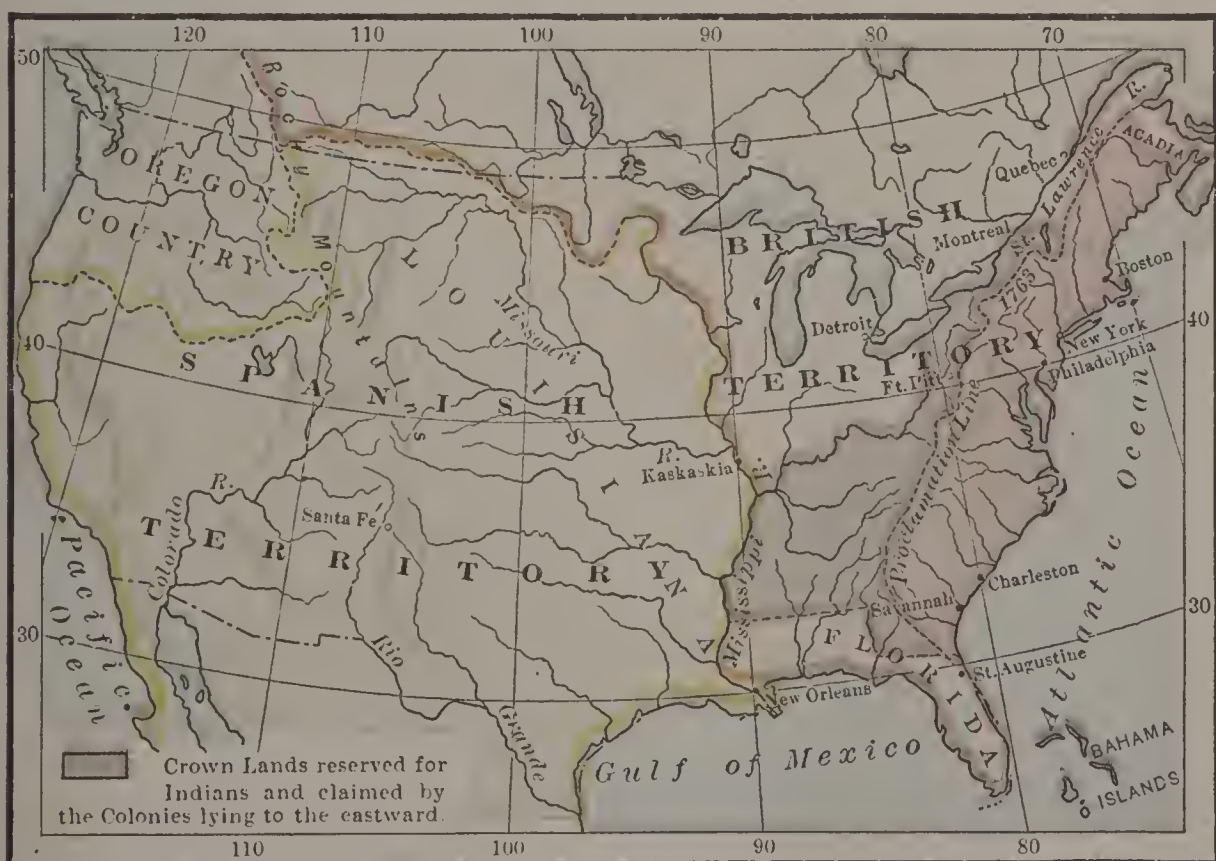 120
110
100
90
80
70
50
Rocky
Mountains
OREGON
COUNTRY
LOUISIANA
Missouri
R.
BRITISH
TERRITORY
Quebec
St. Lawrence R.
ACADIA
Montreal
Boston
1763
Detroit
New York
40
40
Philadelphia
Ft. Pitt
Proclamation Line
SPANISH
TERRITORY
Kaskaskia
Colorado
R.
Santa Fe
Mississippi
R.
Charleston
Savannah
30
30
FLORIDA
St. Augustine
New Orleans
Rio
Grande
Pacific
Ocean
Atlantic Ocean
Gulf of Mexico
BAHAMA
ISLANDS
Crown Lands reserved for
Indians and claimed by
the Colonies lying to the eastward.
110
100
90
80